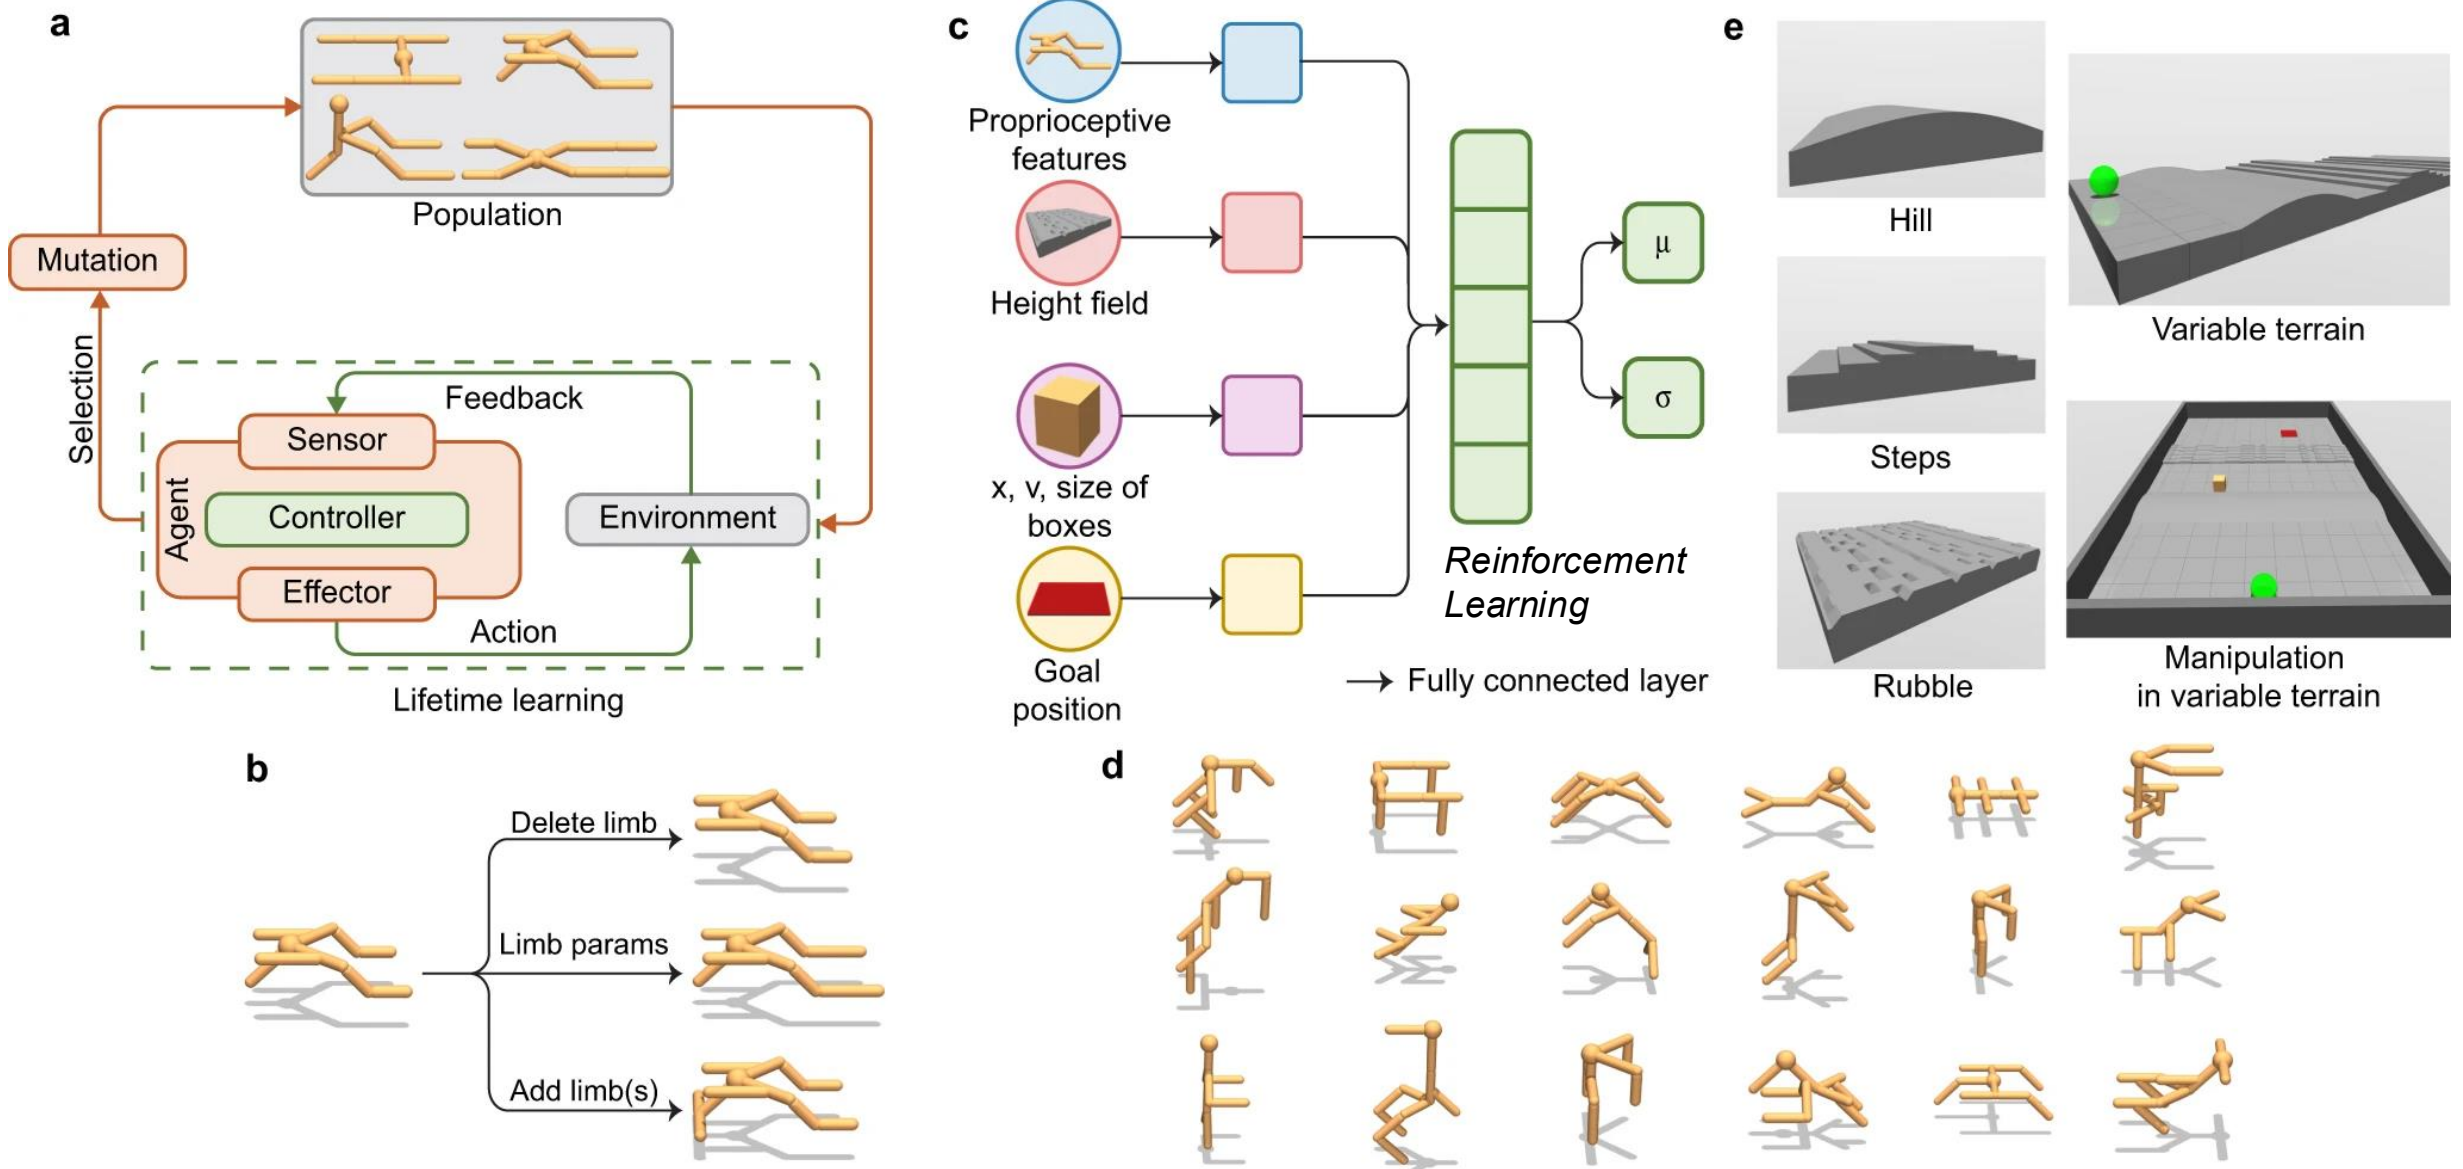 a
Population
Mutation
Selection
Feedback
Sensor
Agent
Controller
Environment
Effector
Action
Lifetime learning
b
Delete limb
Limb params
Add limb(s)
c
Proprioceptive
features
Height field
x, v, size of
boxes
Goal
position
μ
σ
Reinforcement
Learning
Fully connected layer
d
e
Hill
Steps
Rubble
Variable terrain
Manipulation
in variable terrain